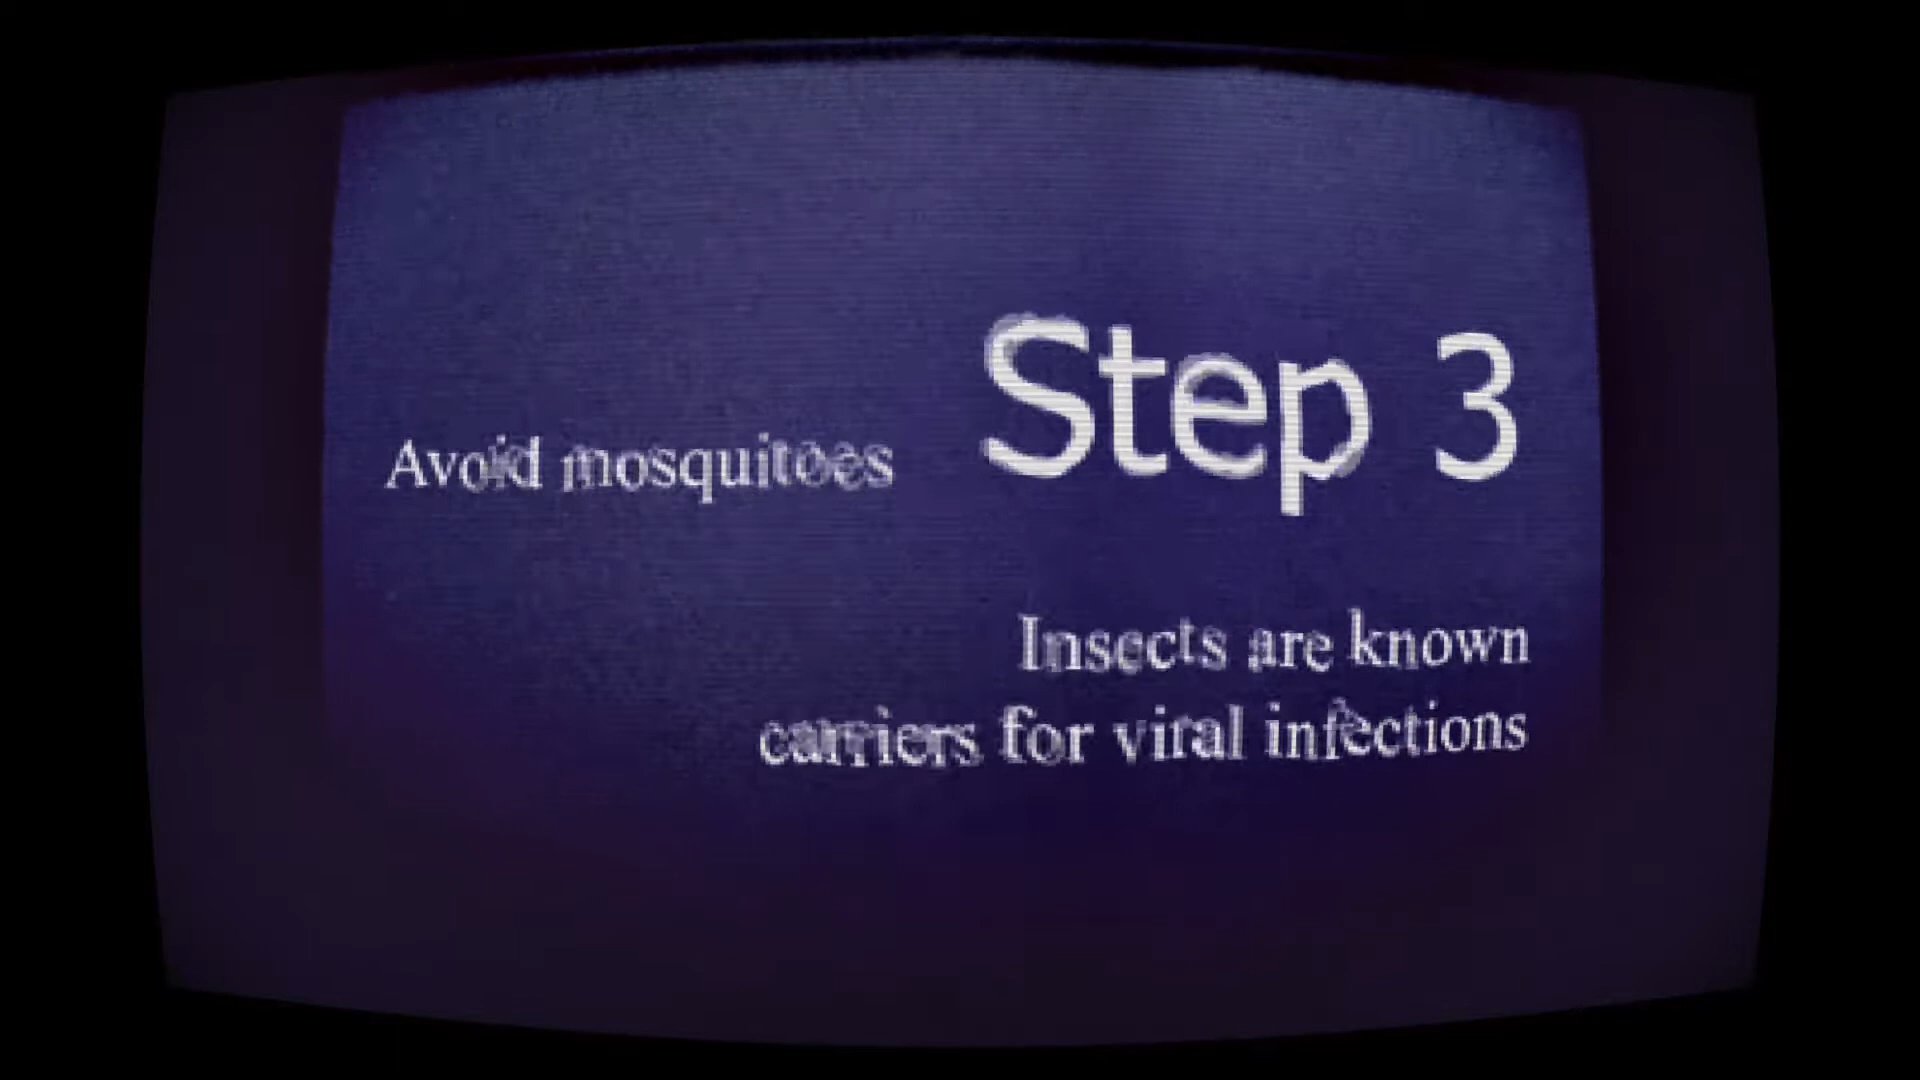 Step 3
Avoid mosquitoes
Insects are known
carriers for viral infections